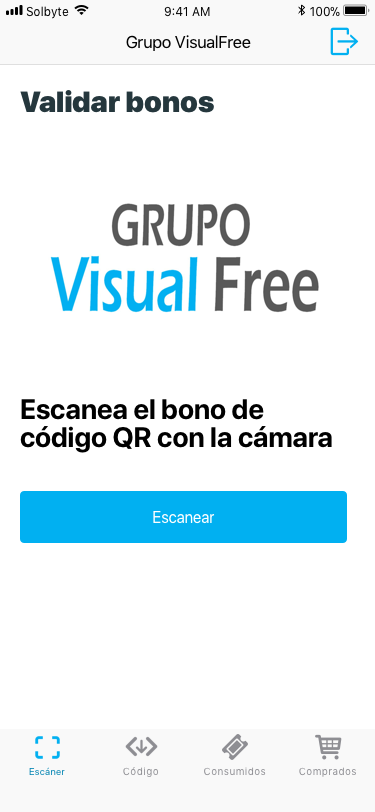 Solbyte 9:41 AM 100%
Grupo VisualFree
Validar bonos
GRUPO
Visual Free
Escanea el bono de
código QR con la cámara
Escanear
Escáner Código Consumidos Comprados